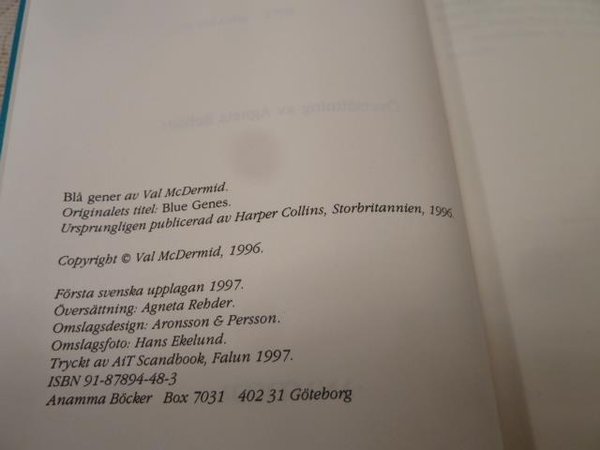 Blå gener av Val McDermid.
Originalets titel: Blue Genes.
Ursprungligen publicerad av Harper Collins, Storbritannien, 1996.
Copyright © Val McDermid, 1996.
Första svenska upplagan 1997.
Översättning: Agneta Rehder.
Omslagsdesign: Aronsson & Persson.
Omslagsfoto: Hans Ekelund.
Tryckt av AiT Scandbook, Falun 1997.
ISBN 91-87894-48-3
Anamma Böcker Box 7031 402 31 Göteborg